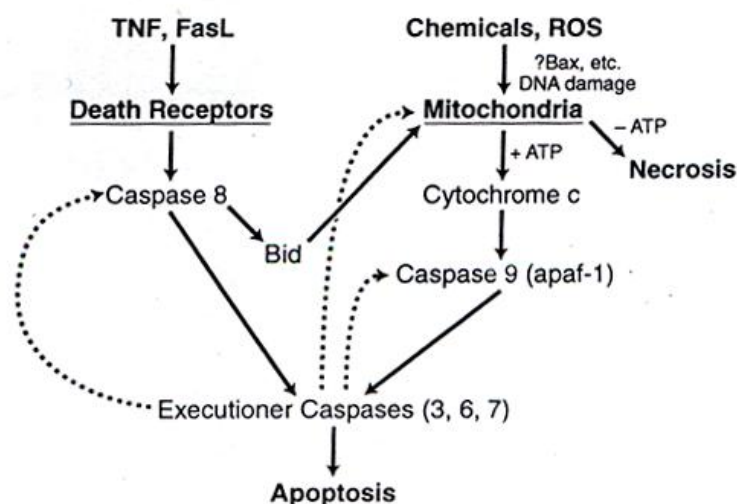 TNF, FasL
Chemicals, ROS
?Bax, etc.
DNA damage
Death Receptors
Mitochondria
– ATP
+ ATP
Necrosis
Caspase 8
Cytochrome c
Bid
Caspase 9 (apaf-1)
Executioner Caspases (3, 6, 7)
Apoptosis